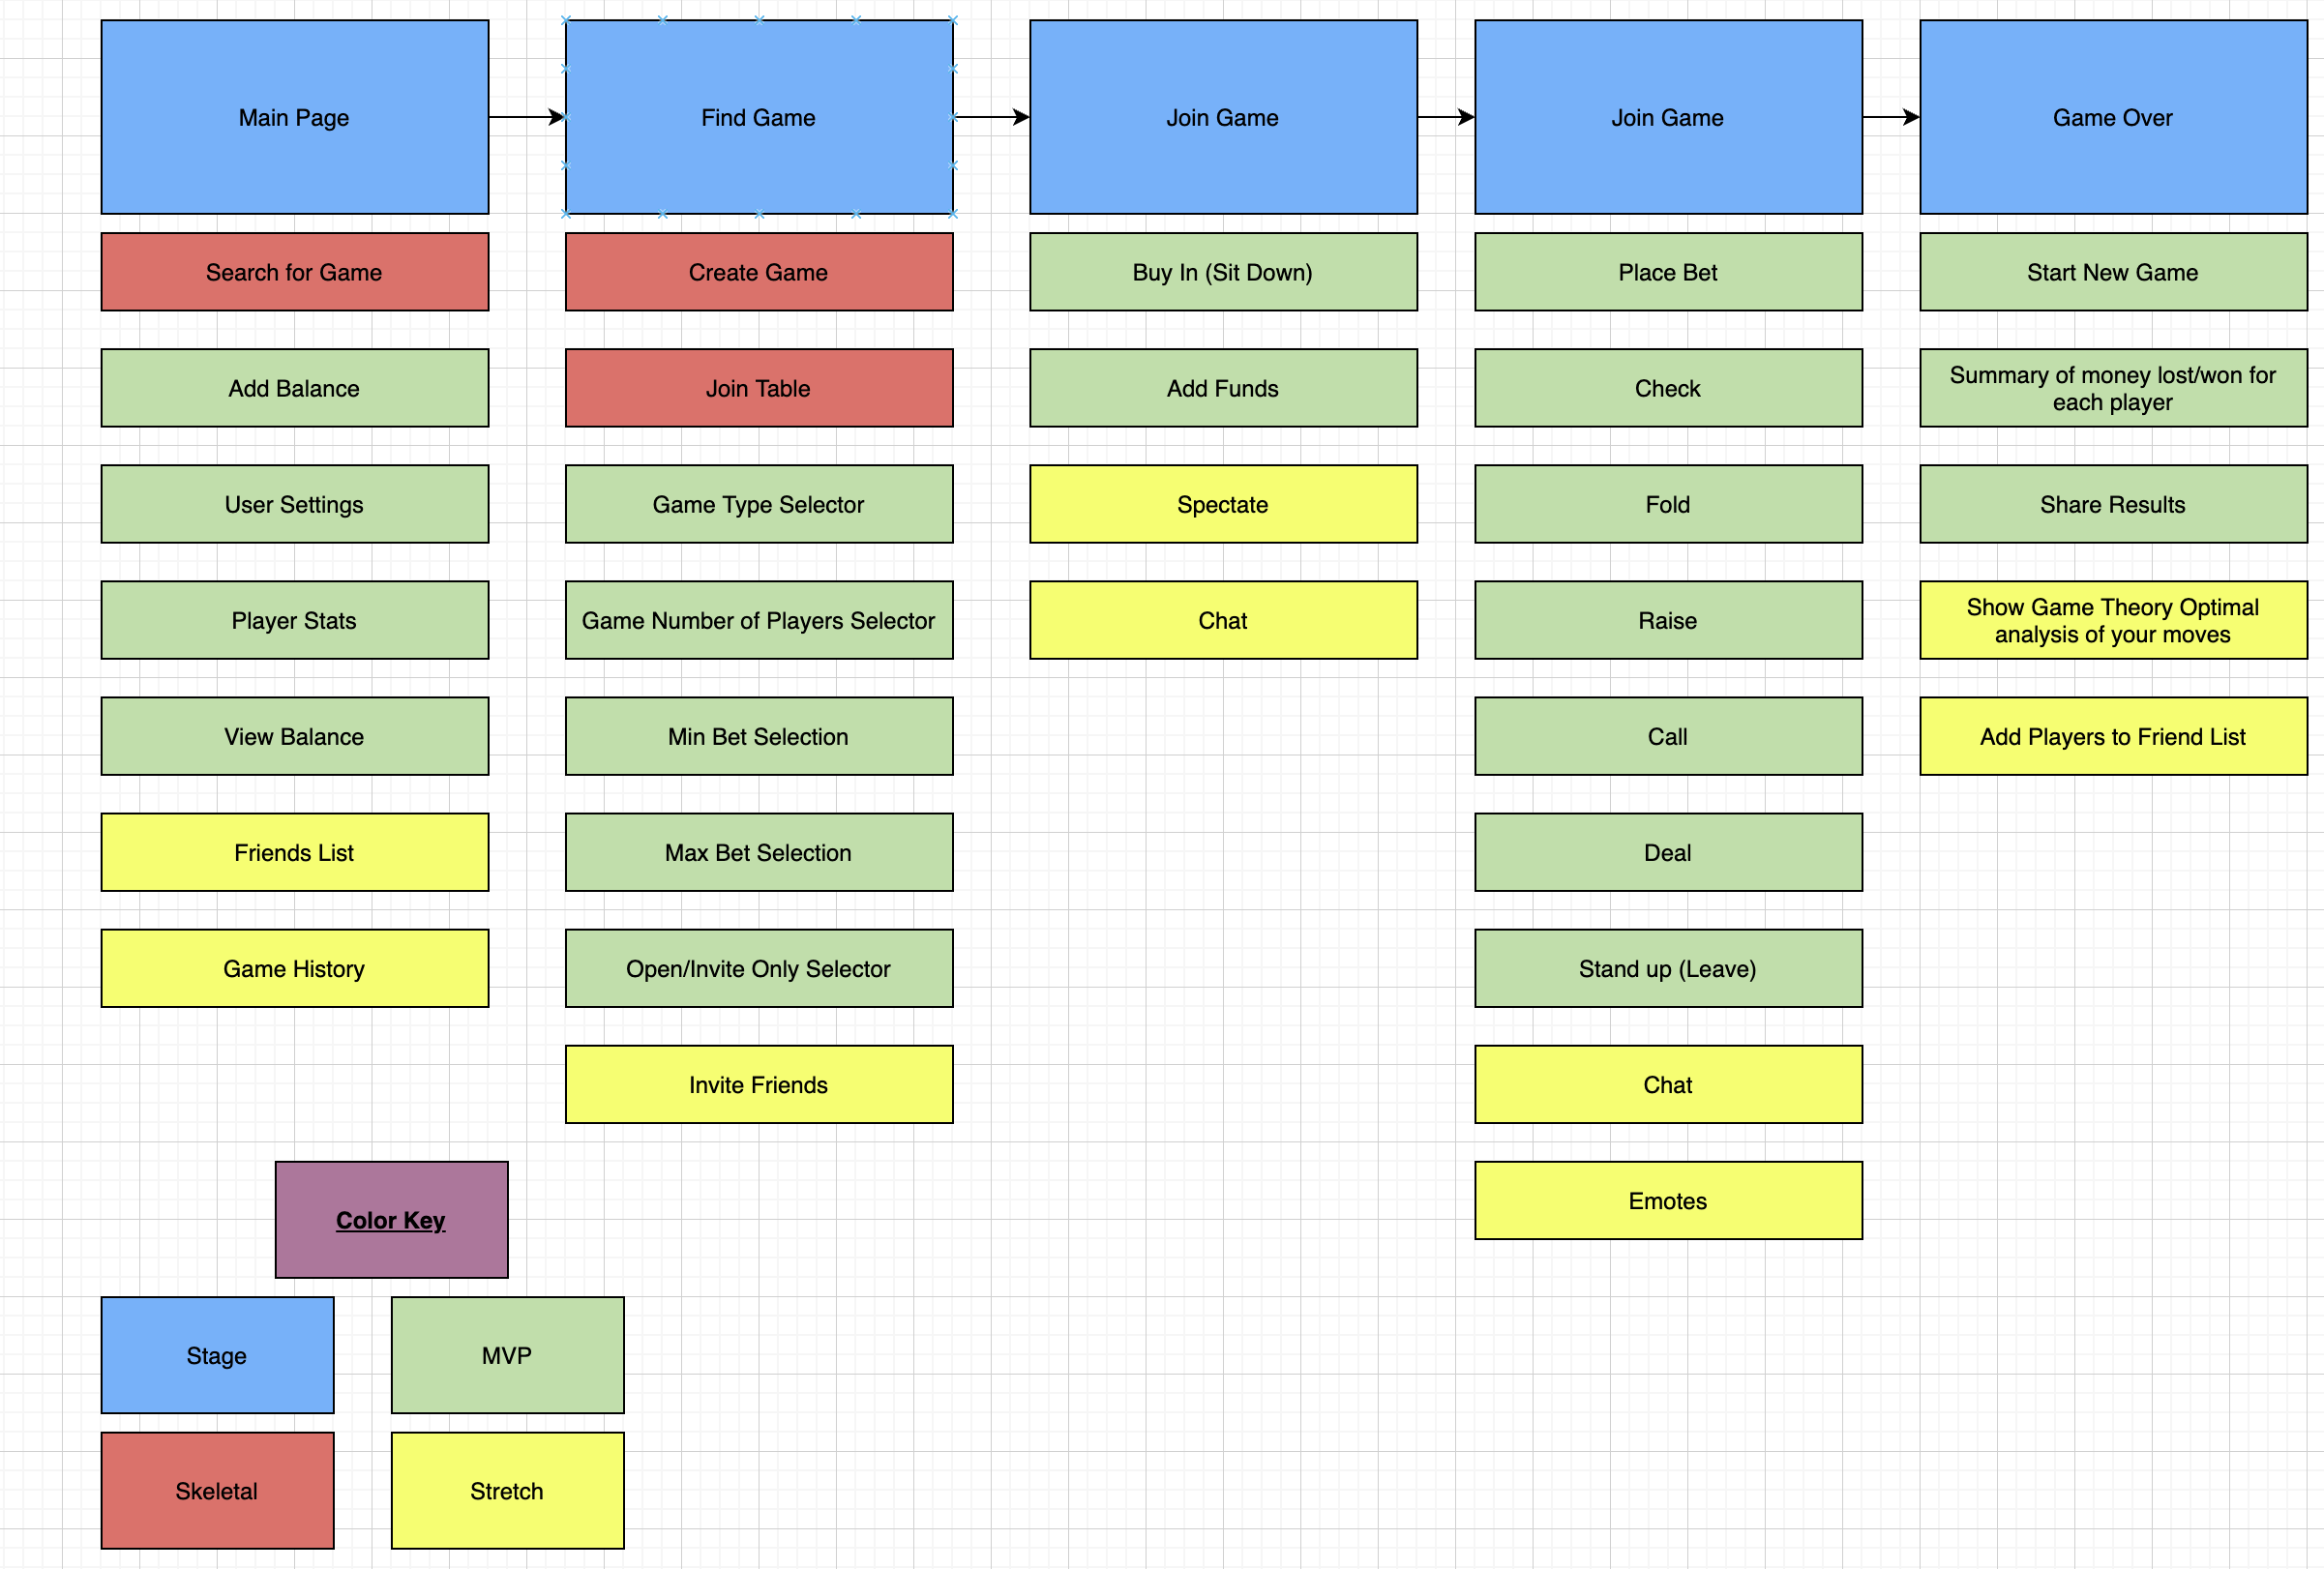 Main Page
Find Game
Join Game
Join Game
Game Over
Search for Game
Create Game
Buy In (Sit Down)
Place Bet
Start New Game
Add Balance
Join Table
Add Funds
Check
Summary of money lost/won for
each player
User Settings
Game Type Selector
Spectate
Fold
Share Results
Player Stats
Game Number of Players Selector
Chat
Raise
Show Game Theory Optimal
analysis of your moves
View Balance
Min Bet Selection
Call
Add Players to Friend List
Friends List
Max Bet Selection
Deal
Game History
Open/Invite Only Selector
Stand up (Leave)
Invite Friends
Chat
Emotes
Color Key
Stage
MVP
Skeletal
Stretch